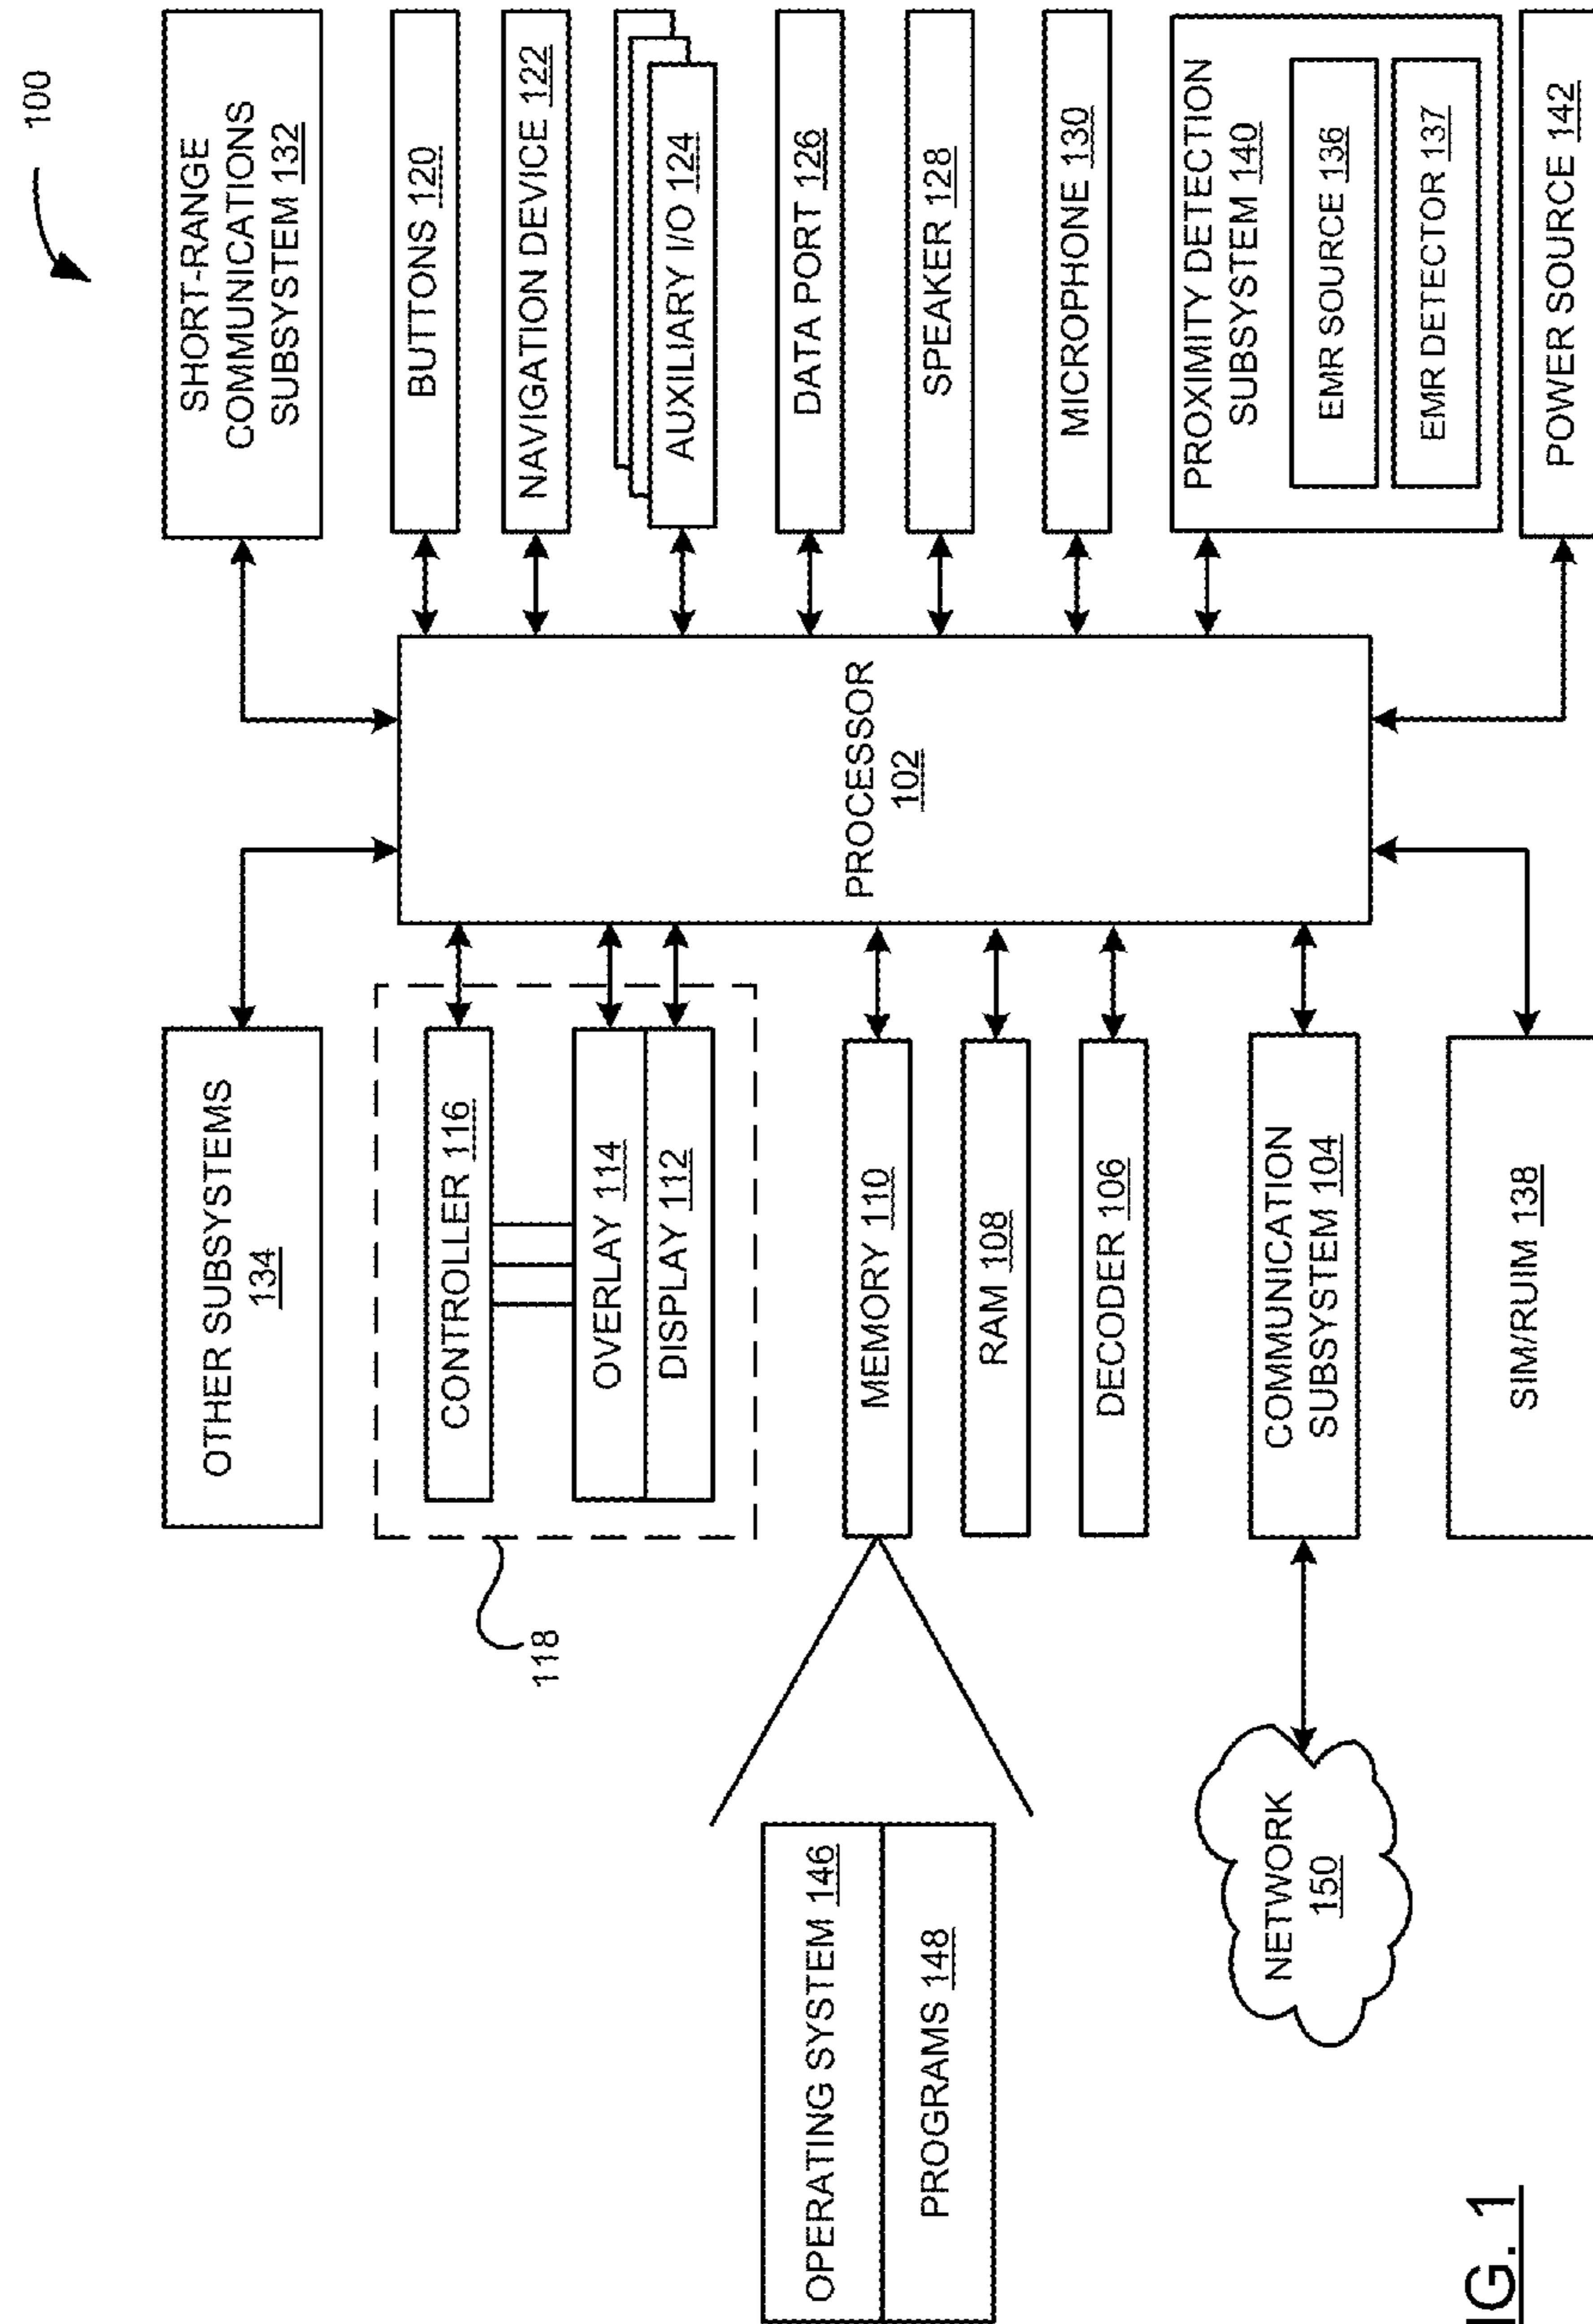 100
OTHER SUBSYSTEMS
134
SHORT-RANGE
COMMUNICATIONS
SUBSYSTEM 132
118
CONTROLLER 116
OVERLAY 114
DISPLAY 112
BUTTONS 120
NAVIGATION DEVICE 122
AUXILIARY I/O 124
OPERATING SYSTEM 146
PROGRAMS 148
MEMORY 110
RAM 108
DECODER 106
PROCESSOR
102
DATA PORT 126
SPEAKER 128
MICROPHONE 130
NETWORK
150
COMMUNICATION
SUBSYSTEM 104
PROXIMITY DETECTION
SUBSYSTEM 140
EMR SOURCE 136
EMR DETECTOR 137
SIM/RUIM 138
POWER SOURCE 142
IG. 1